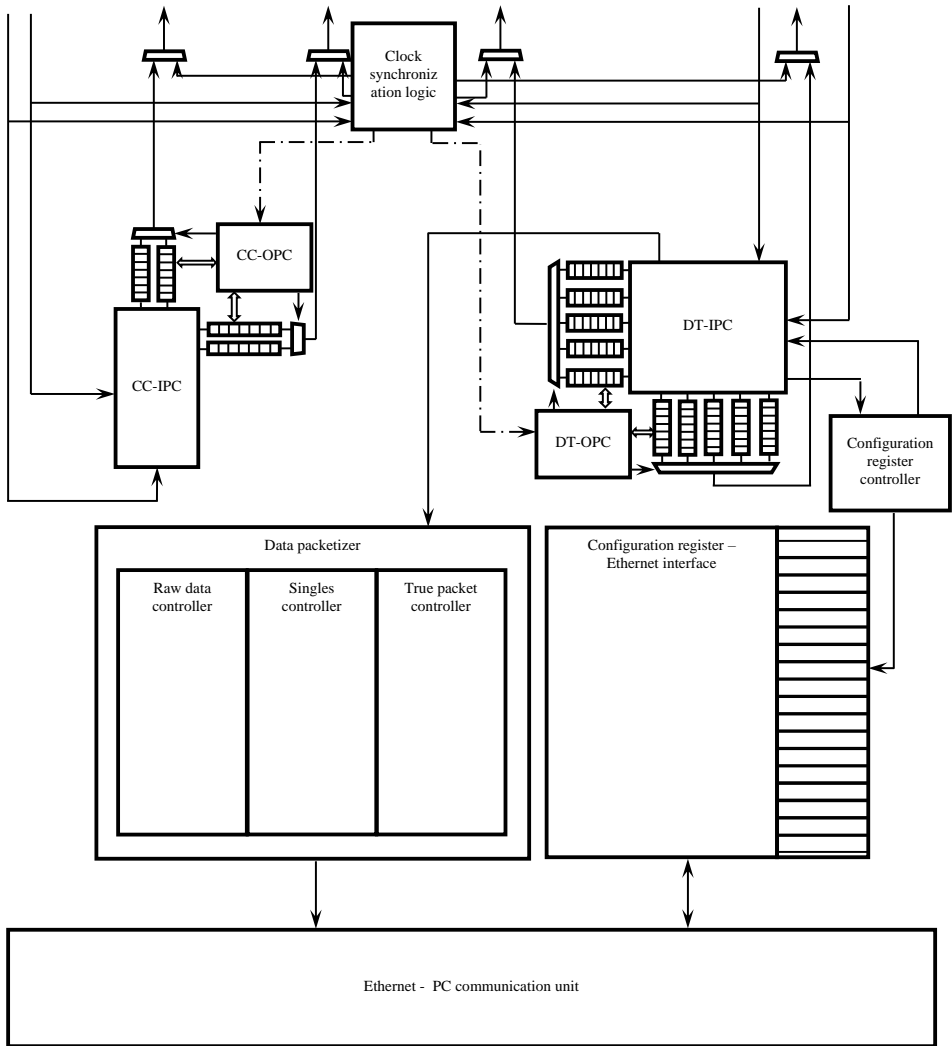 Clock
synchroniz
ation logic
CC-OPC
CC-IPC
DT-IPC
DT-OPC
Configuration
register
controller
Data packetizer
Raw data
controller
Singles
controller
True packet
controller
Configuration register –
Ethernet interface
Ethernet - PC communication unit